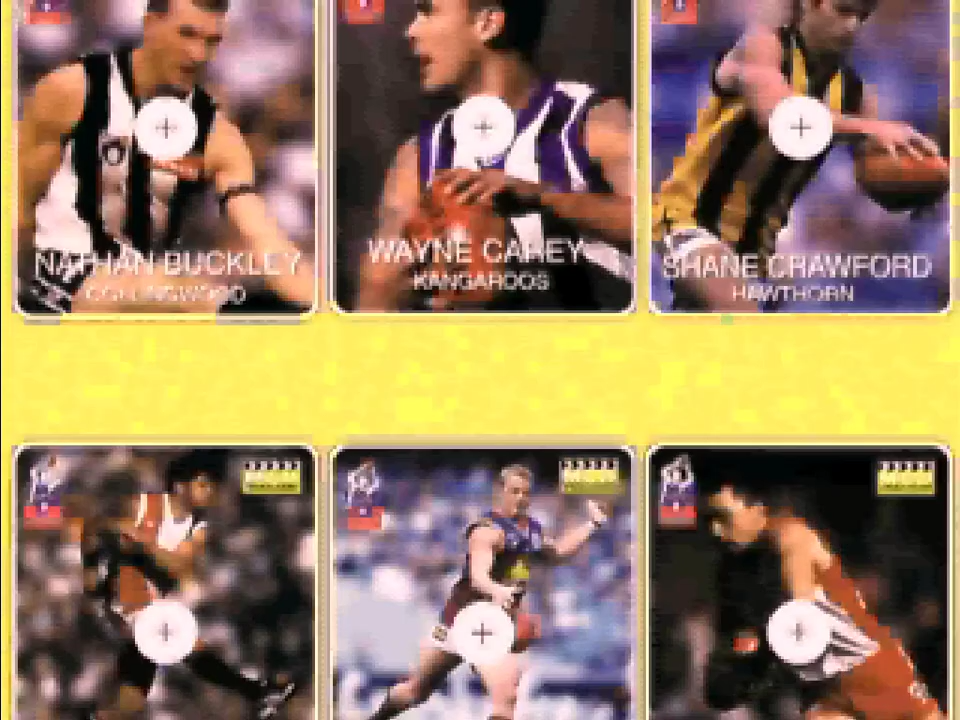 NATHAN BUCKLEY
COLLINGWOOD
WAYNE CAREY
KANGAROOS
SHANE CRAWFORD
HAWTHORN